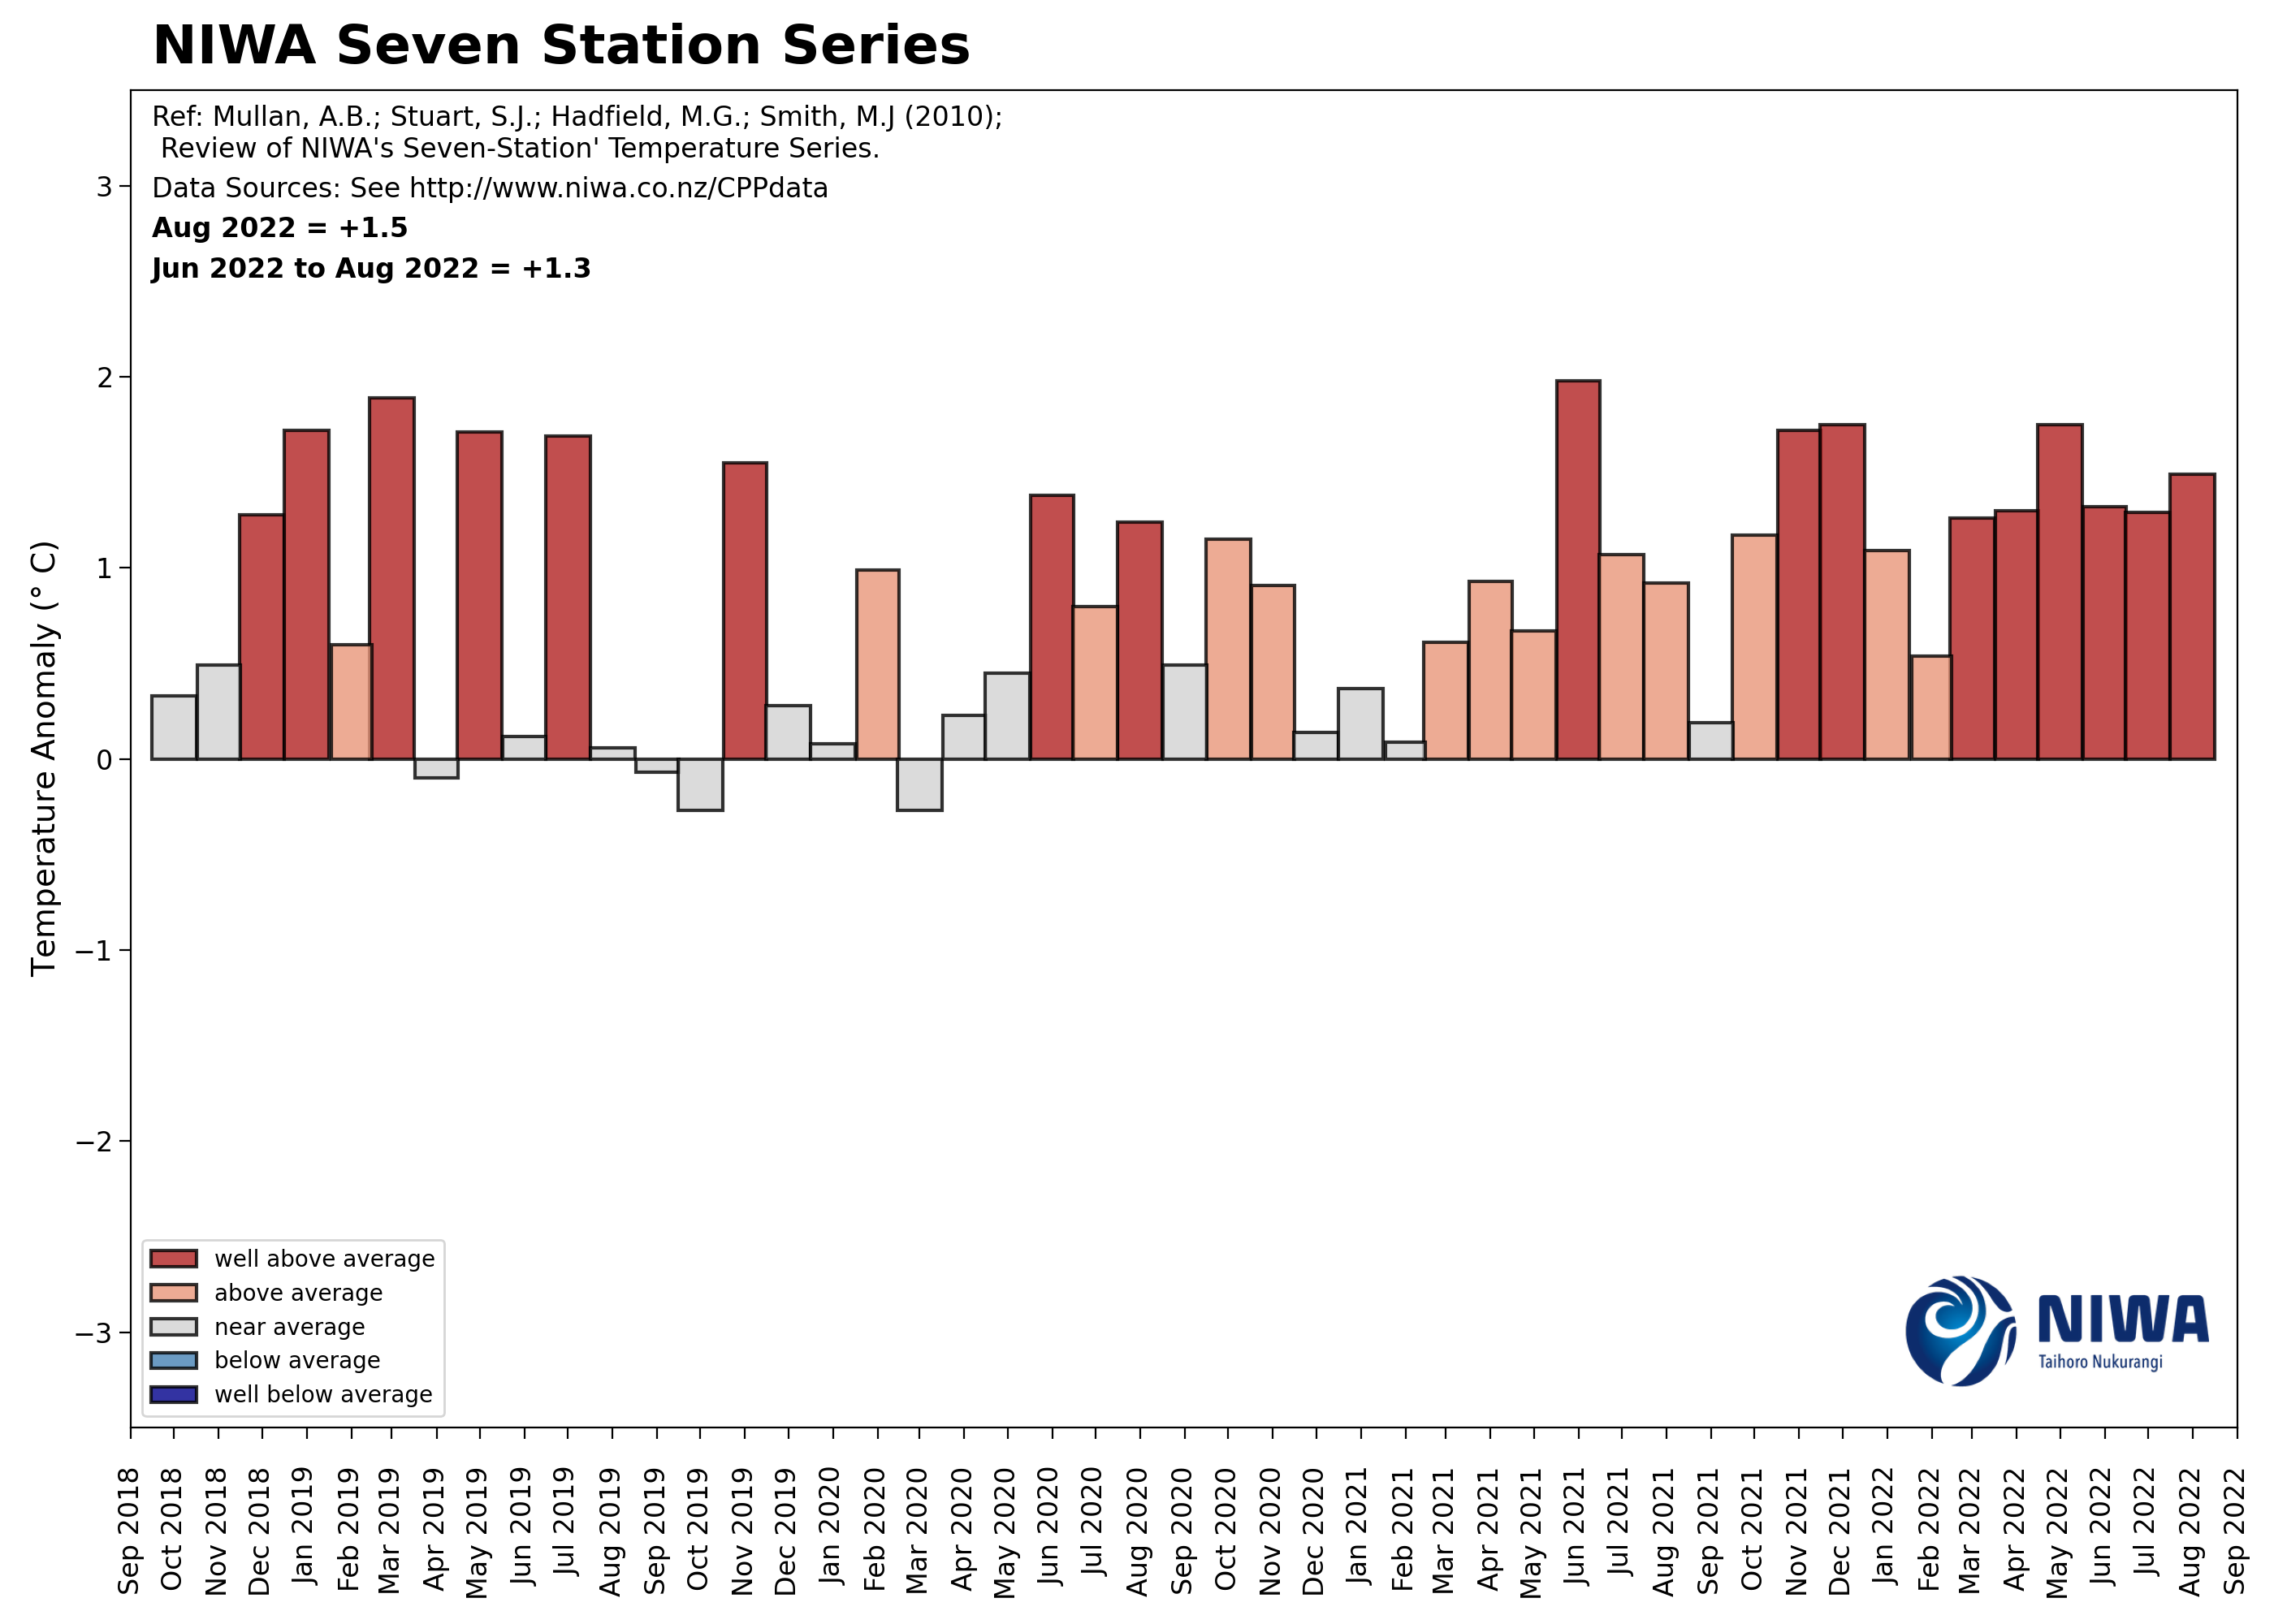 NIWA Seven Station Series
Ref: Mullan, A.B.; Stuart, S.J.; Hadfield, M.G.; Smith, M.J (2010);
Review of NIWA's Seven-Station' Temperature Series.
Data Sources: See http://www.niwa.co.nz/CPPdata
Aug 2022 = +1.5
Jun 2022 to Aug 2022 = +1.3
Temperature Anomaly (° C)
3
2
1
0
−1
−2
−3
well above average
above average
near average
below average
well below average
NIWA
Taihoro Nukurangi
Sep 2018
Oct 2018
Nov 2018
Dec 2018
Jan 2019
Feb 2019
Mar 2019
Apr 2019
May 2019
Jun 2019
Jul 2019
Aug 2019
Sep 2019
Oct 2019
Nov 2019
Dec 2019
Jan 2020
Feb 2020
Mar 2020
Apr 2020
May 2020
Jun 2020
Jul 2020
Aug 2020
Sep 2020
Oct 2020
Nov 2020
Dec 2020
Jan 2021
Feb 2021
Mar 2021
Apr 2021
May 2021
Jun 2021
Jul 2021
Aug 2021
Sep 2021
Oct 2021
Nov 2021
Dec 2021
Jan 2022
Feb 2022
Mar 2022
Apr 2022
May 2022
Jun 2022
Jul 2022
Aug 2022
Sep 2022